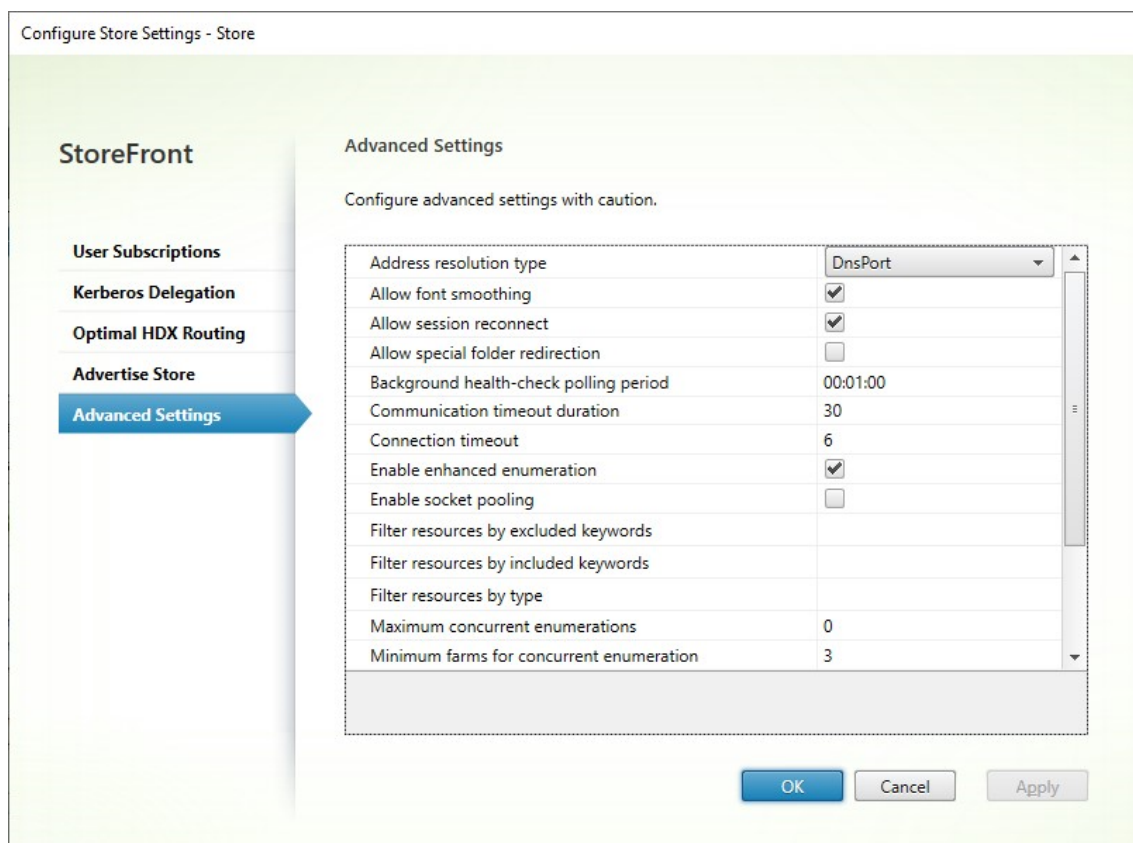 Configure Store Settings - Store
StoreFront
User Subscriptions
Kerberos Delegation
Optimal HDX Routing
Advertise Store
Advanced Settings
Advanced Settings
Configure advanced settings with caution.
Address resolution type DnsPort
Allow font smoothing
Allow session reconnect
Allow special folder redirection
Background health-check polling period 00:01:00
Communication timeout duration 30
Connection timeout 6
Enable enhanced enumeration
Enable socket pooling
Filter resources by excluded keywords
Filter resources by included keywords
Filter resources by type
Maximum concurrent enumerations 0
Minimum farms for concurrent enumeration 3
OK Cancel Apply